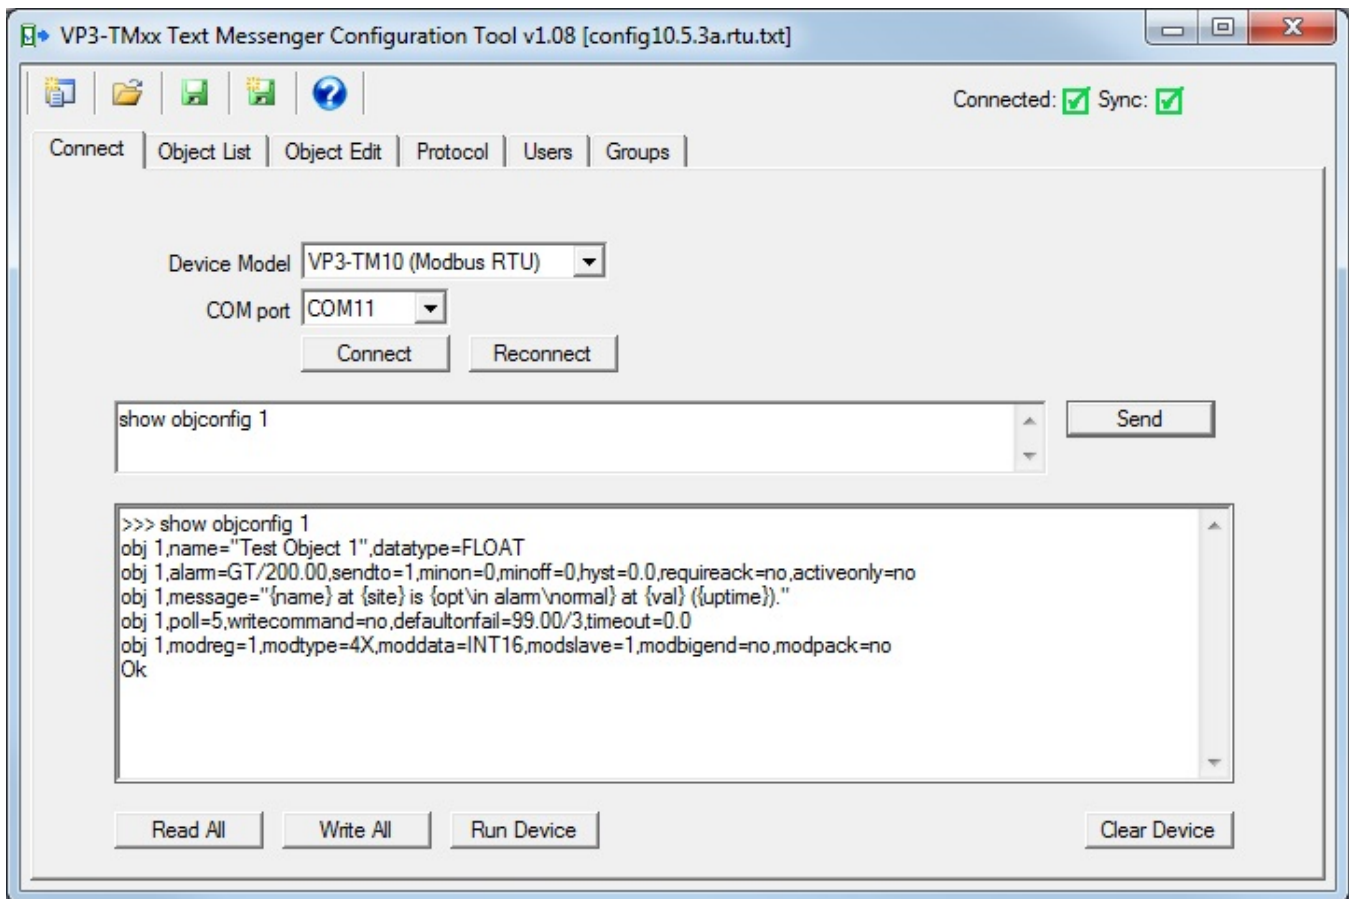 VP3-TMxx Text Messenger Configuration Tool v1.08 [config10.5.3a.rtu.txt]
Connected: Sync:
Connect Object List Object Edit Protocol Users Groups
Device Model VP3-TM10 (Modbus RTU)
COM port COM11
Connect Reconnect
show objconfig 1
Send
>>> show objconfig 1
obj 1,name="Test Object 1",datatype=FLOAT
obj 1,alarm=GT/200.00,sendto=1,minon=0,minoff=0,hyst=0.0,requireack=no,activeonly=no
obj 1,message="{name} at {site} is {opt\in alarm\normal} at {val} ({uptime})."
obj 1,poll=5,writecommand=no,defaultonfail=99.00/3,timeout=0.0
obj 1,modreg=1,modtype=4X,moddata=INT16,modslave=1,modbigend=no,modpack=no
Ok
Read All Write All Run Device Clear Device